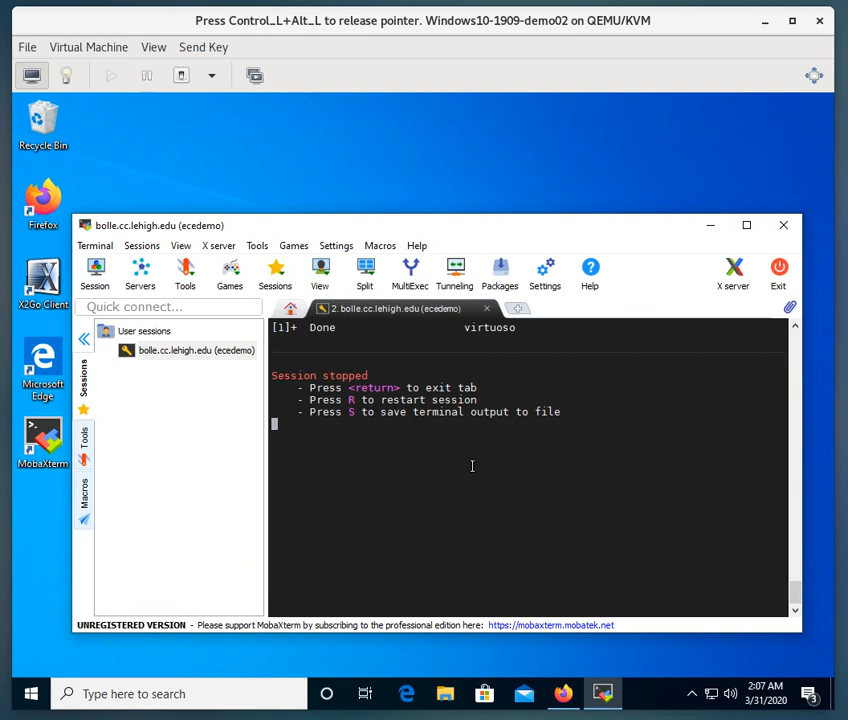 Press Control_L+Alt_L to release pointer. Windows10-1909-demo02 on QEMU/KVM
File Virtual Machine View Send Key
Recycle Bin
Firefox
X2Go Client
Microsoft
Edge
MobaXterm
bolle.cc.lehigh.edu (ecedemo)
Terminal Sessions View X server Tools Games Settings Macros Help
Session Servers Tools Games Sessions View Split MultiExec Tunneling Packages Settings Help X server Exit
Quick connect...
2. bolle.cc.lehigh.edu (ecedemo)
User sessions
bolle.cc.lehigh.edu (ecedemo)
Sessions
Tools
Macros
[1]+ Done virtuoso
Session stopped
- Press <return> to exit tab
- Press R to restart session
- Press S to save terminal output to file
UNREGISTERED VERSION - Please support MobaXterm by subscribing to the professional edition here: https://mobaxterm.mobatek.net
Type here to search
2:07 AM
3/31/2020
3